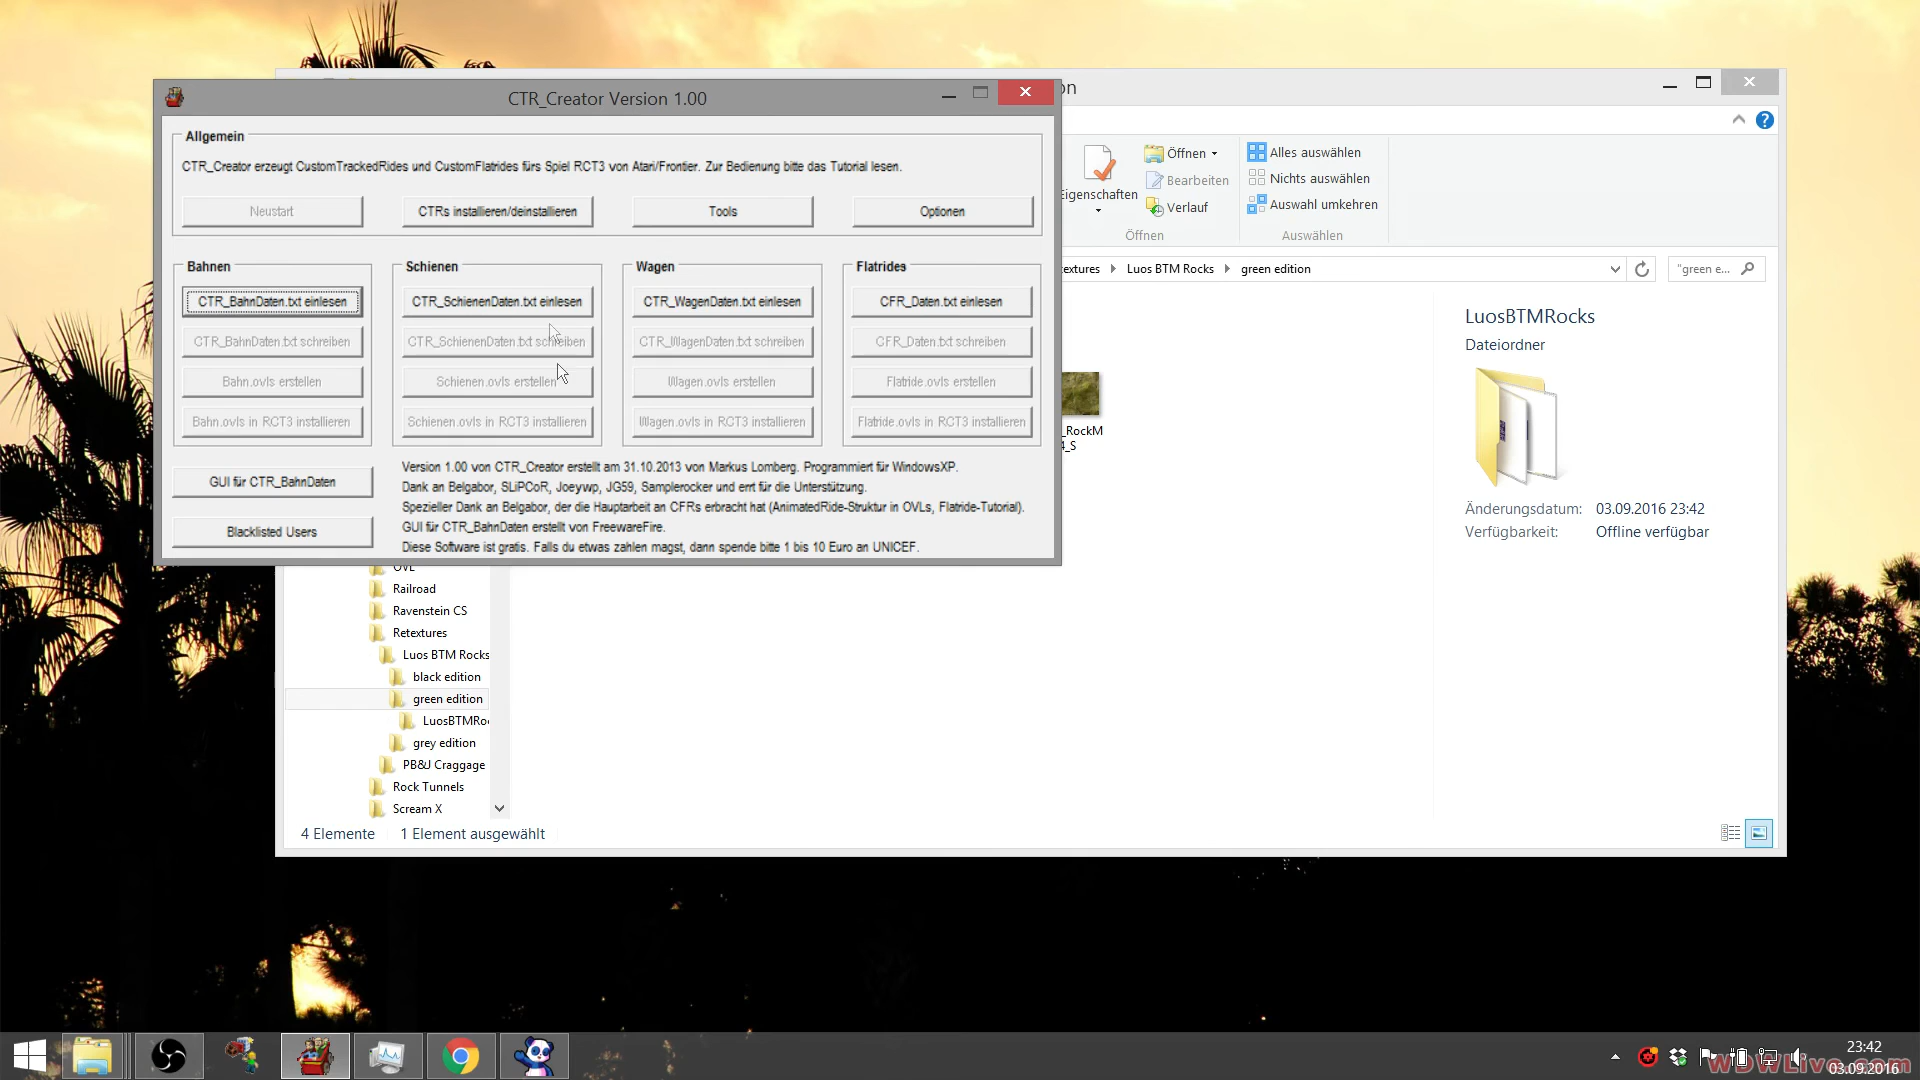 CTR_Creator Version 1.00
Allgemein
CTR_Creator erzeugt CustomTrackedRides und CustomFlatrides fürs Spiel RCT3 von Atari/Frontier. Zur Bedienung bitte das Tutorial lesen.
Neustart
CTRs installieren/deinstallieren
Tools
Optionen
Bahnen
CTR_BahnDaten.txt einlesen
CTR_BahnDaten.txt schreiben
Bahn.ovls erstellen
Bahn.ovls in RCT3 installieren
Schienen
CTR_SchienenDaten.txt einlesen
CTR_SchienenDaten.txt schreiben
Schienen.ovls erstellen
Schienen.ovls in RCT3 installieren
Wagen
CTR_WagenDaten.txt einlesen
CTR_WagenDaten.txt schreiben
Wagen.ovls erstellen
Wagen.ovls in RCT3 installieren
Flatrides
CFR_Daten.txt einlesen
CFR_Daten.txt schreiben
Flatride.ovls erstellen
Flatride.ovls in RCT3 installieren
GUI für CTR_BahnDaten
Blacklisted Users
Version 1.00 von CTR_Creator erstellt am 31.10.2013 von Markus Lomberg. Programmiert für WindowsXP.
Dank an Belgabor, SLiPCoR, Joeywp, JG59, Samplerocker und errt für die Unterstützung.
Spezieller Dank an Belgabor, der die Hauptarbeit an CFRs erbracht hat (AnimatedRide-Struktur in OVLs, Flatride-Tutorial).
GUI für CTR_BahnDaten erstellt von FreewareFire.
Diese Software ist gratis. Falls du etwas zahlen magst, dann spende bitte 1 bis 10 Euro an UNICEF.
on
Eigenschaften
Öffnen
Bearbeiten
Verlauf
Öffnen
Alles auswählen
Nichts auswählen
Auswahl umkehren
Auswählen
extures
Luos BTM Rocks
green edition
"green e...
_RockM
4_S
LuosBTMRocks
Dateiordner
Änderungsdatum: 03.09.2016 23:42
Verfügbarkeit: Offline verfügbar
OVL
Railroad
Ravenstein CS
Retextures
Luos BTM Rocks
black edition
green edition
LuosBTMRo
grey edition
PB&J Craggage
Rock Tunnels
Scream X
4 Elemente
1 Element ausgewählt
23:42
03.09.2016
WDWLive.com